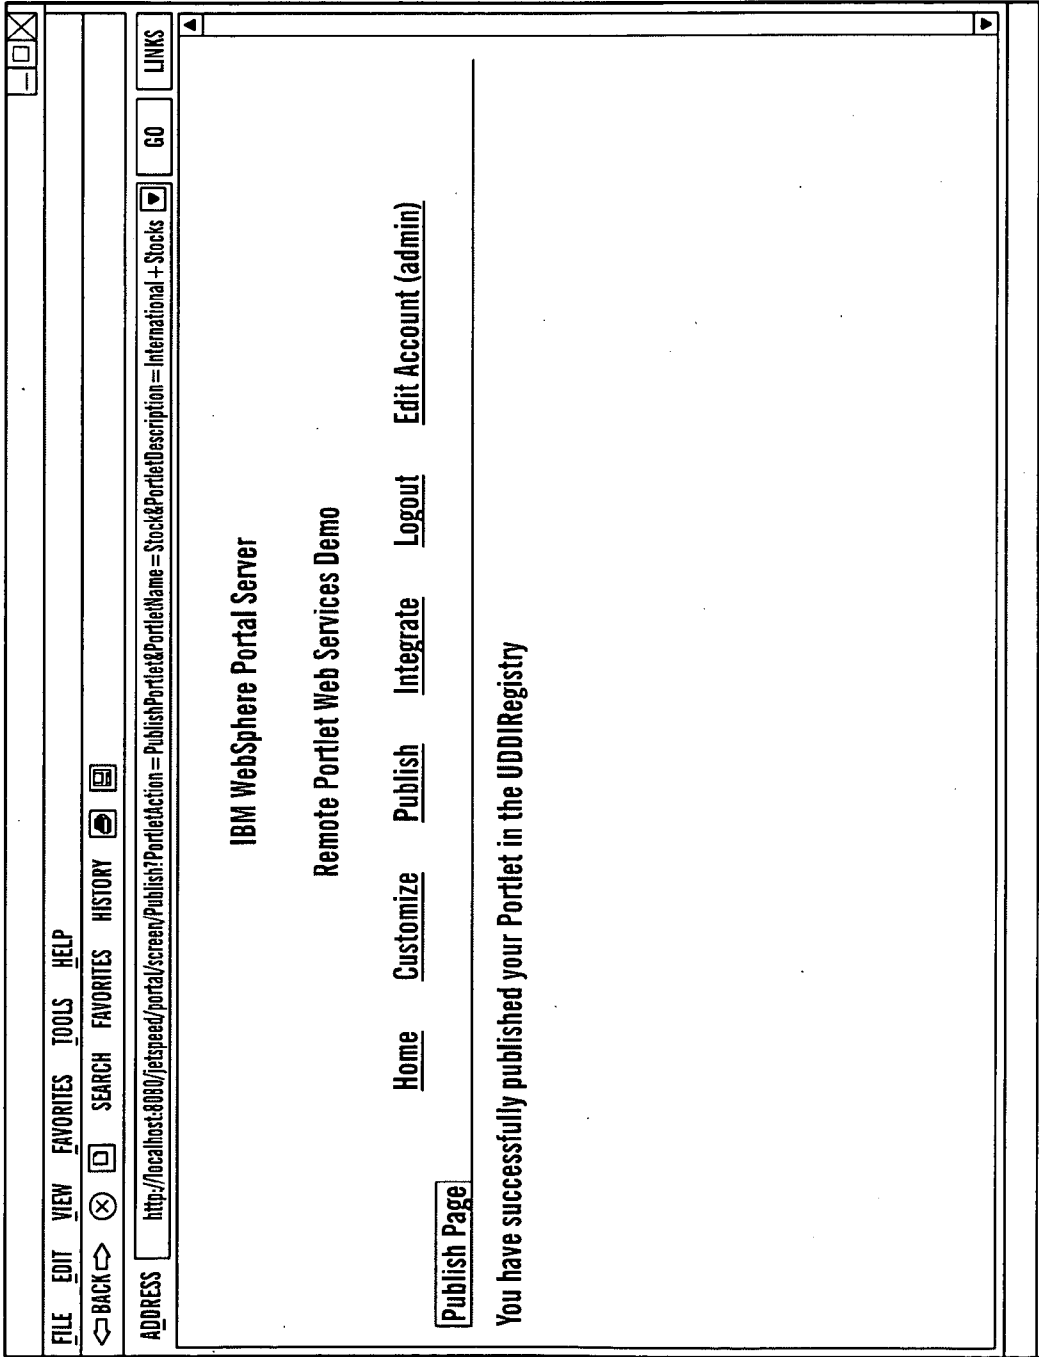 FILE EDIT VIEW FAVORITES TOOLS HELP
BACK SEARCH FAVORITES HISTORY
ADDRESS http://localhost:8080/jetspeed/portal/screen/Publish?PortletAction=PublishPortlet&PortletName=Stock&PortletDescription=International+Stocks GO LINKS
IBM WebSphere Portal Server
Remote Portlet Web Services Demo
Home Customize Publish Integrate Logout Edit Account (admin)
Publish Page
You have successfully published your Portlet in the UDDIRegistry